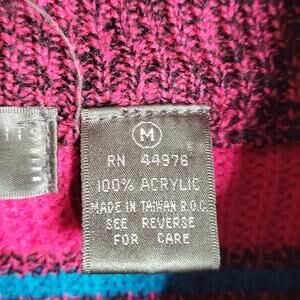 M
RN 44976
100% ACRYLIC
MADE IN TAIWAN R.O.C.
SEE REVERSE
FOR CARE